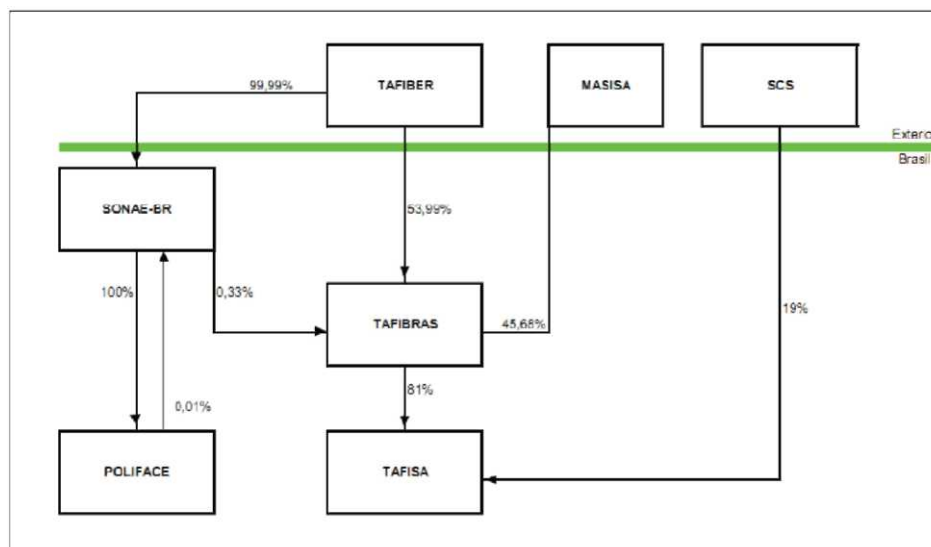 99,99%
TAFIBER
MASISA
SCS
Exterio
Brasil
SONAE-BR
53,99%
100%
0,33%
TAFIBRAS
45,68%
19%
81%
0,01%
POLIFACE
TAFISA